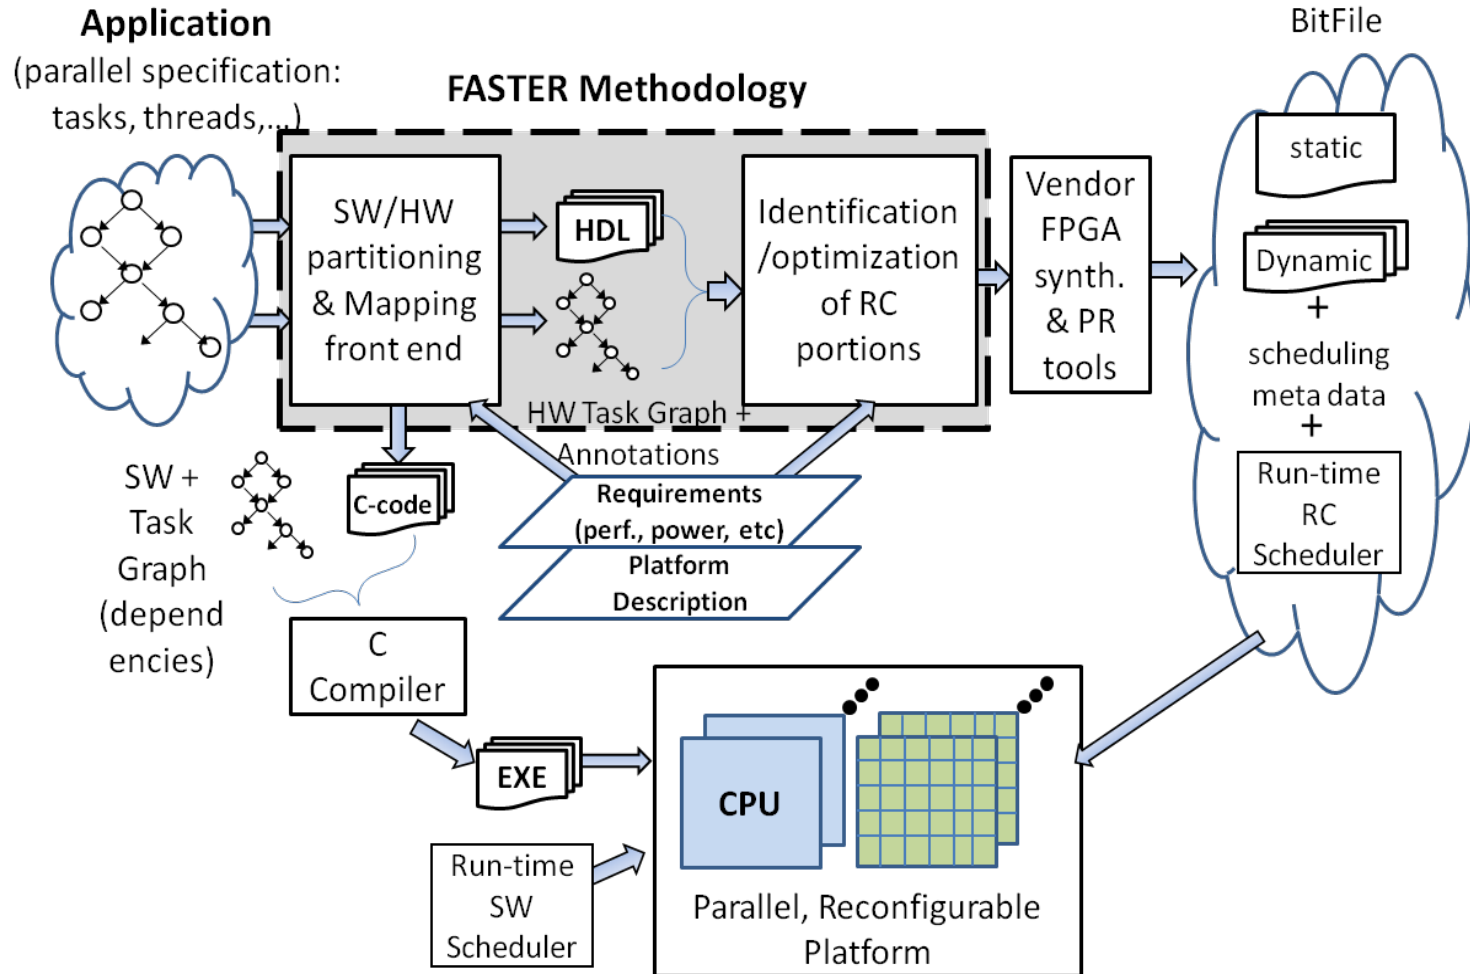 Application
(parallel specification:
tasks, threads,...)
FASTER Methodology
BitFile
SW/HW
partitioning
& Mapping
front end
HDL
HW Task Graph +
Annotations
Identification
/optimization
of RC
portions
Vendor
FPGA
synth.
& PR
tools
static
Dynamic
+
scheduling
meta data
+
Run-time
RC
Scheduler
SW +
Task
Graph
(depend
encies)
C-code
Requirements
(perf., power, etc)
Platform
Description
C
Compiler
EXE
Run-time
SW
Scheduler
CPU
Parallel, Reconfigurable
Platform